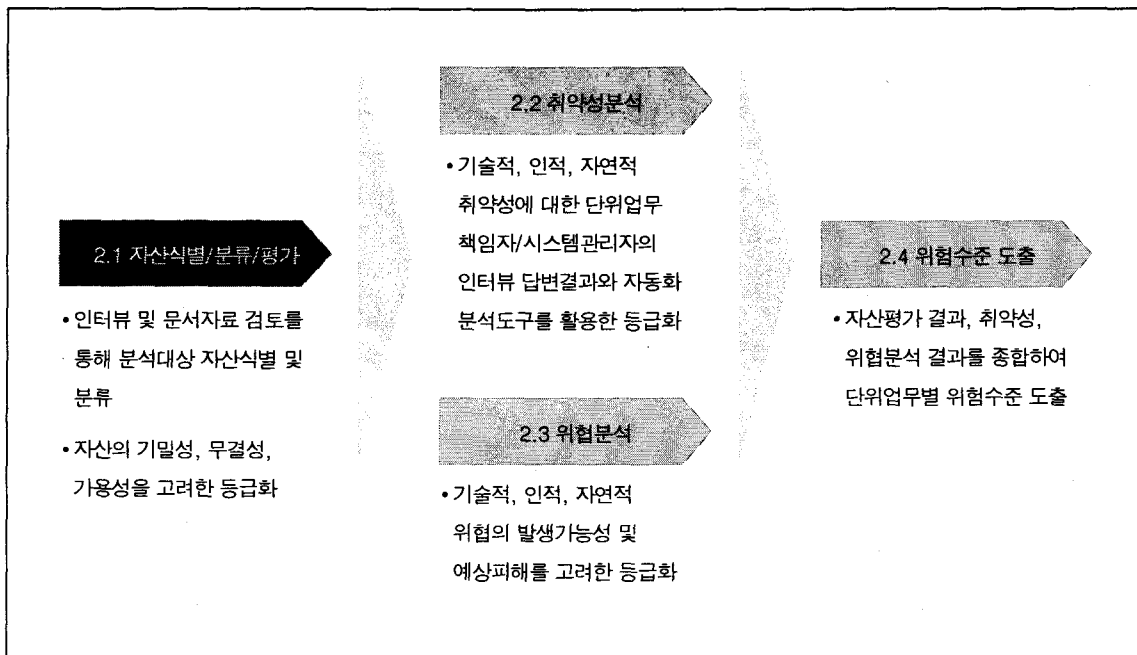 2.1 자산식별/분류/평가
• 인터뷰 및 문서자료 검토를
통해 분석대상 자산식별 및
분류
• 자산의 기밀성, 무결성,
가용성을 고려한 등급화
2.2 취약성분석
• 기술적, 인적, 자연적
취약성에 대한 단위업무
책임자/시스템관리자의
인터뷰 답변결과와 자동화
분석도구를 활용한 등급화
2.3 위협분석
• 기술적, 인적, 자연적
위협의 발생가능성 및
예상피해를 고려한 등급화
2.4 위험수준 도출
• 자산평가 결과, 취약성,
위협분석 결과를 종합하여
단위업무별 위험수준 도출